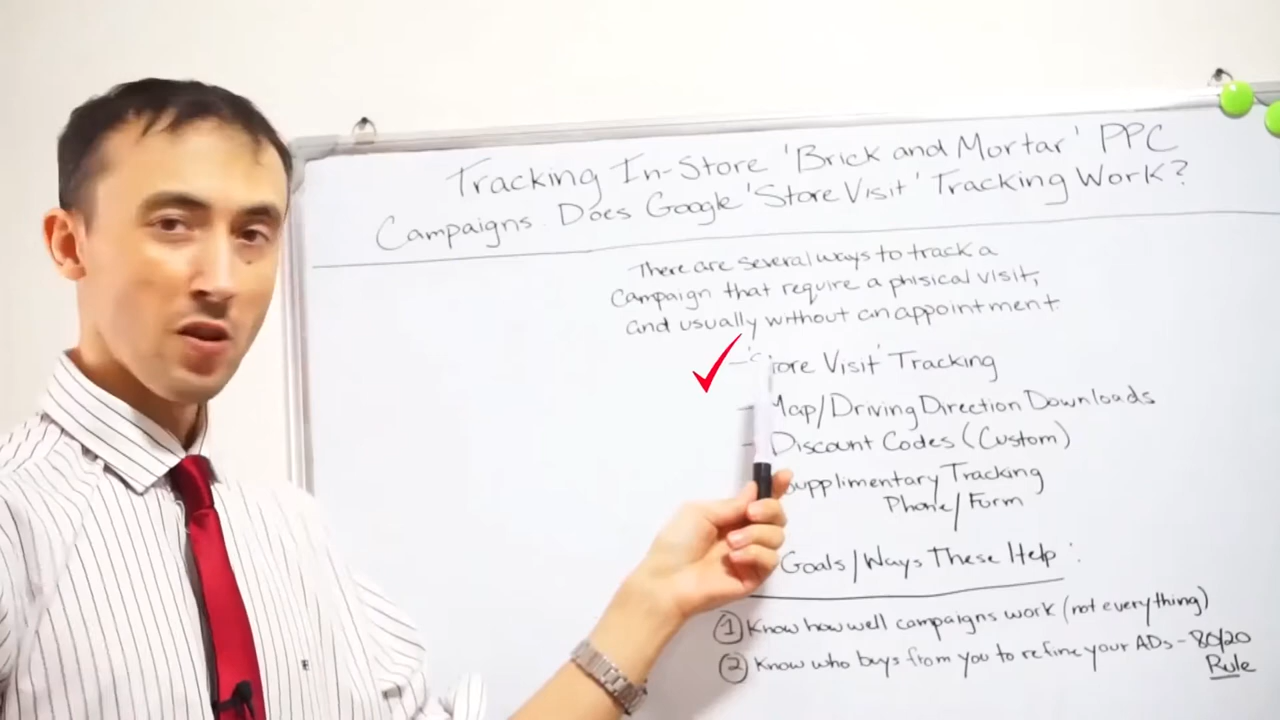 Tracking In-Store 'Brick and Mortar' PPC
Campaigns. Does Google 'Store Visit' Tracking Work?
There are several ways to track a
campaign that require a phisical visit,
and usually without an appointment
- 'Store Visit' Tracking
- Map/Driving Direction Downloads
- Discount Codes (Custom)
Supplimentary Tracking
Phone/Form
Goals/Ways These Help:
① Know how well campaigns work (not everything)
② Know who buys from you to refine your ADs - 80/20
Rule